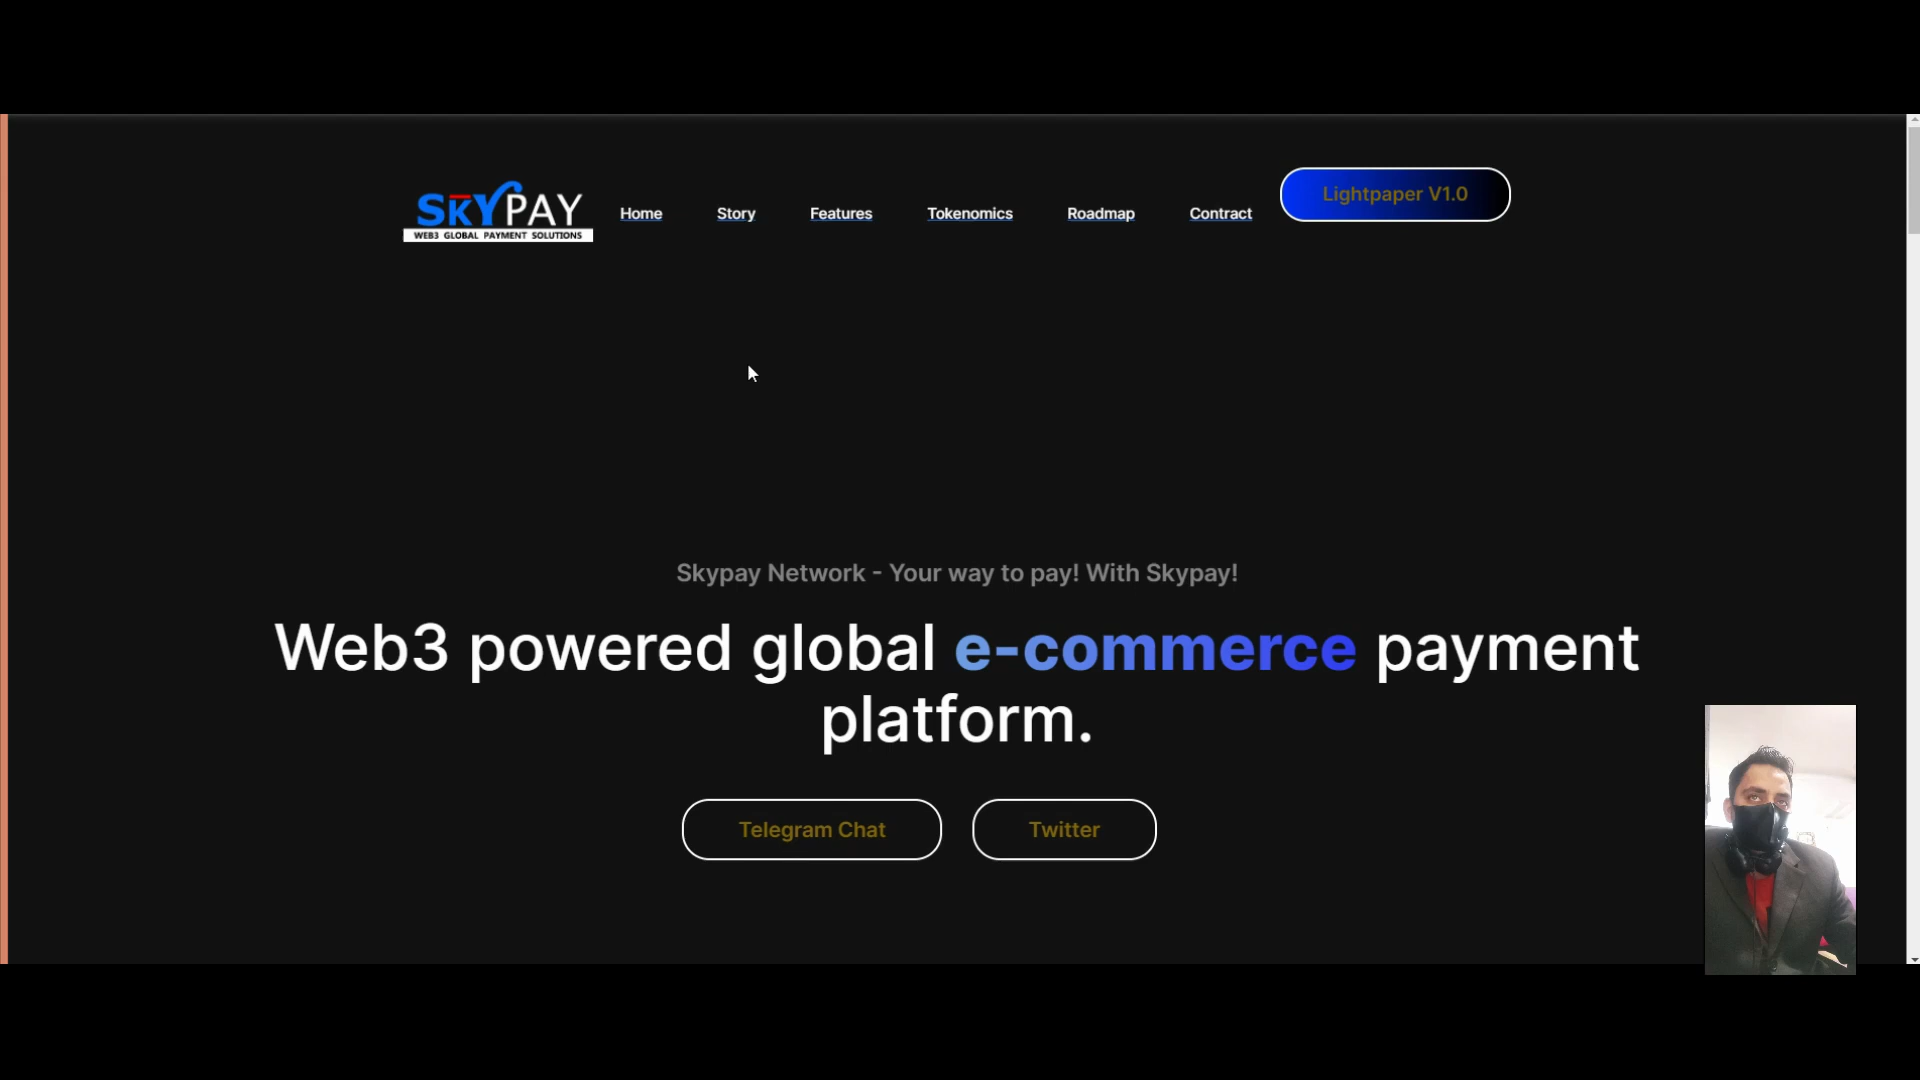 SKYPAY
WEB3 GLOBAL PAYMENT SOLUTIONS
Home
Story
Features
Tokenomics
Roadmap
Contract
Lightpaper V1.0
Skypay Network - Your way to pay! With Skypay!
Web3 powered global e-commerce payment
platform.
Telegram Chat
Twitter